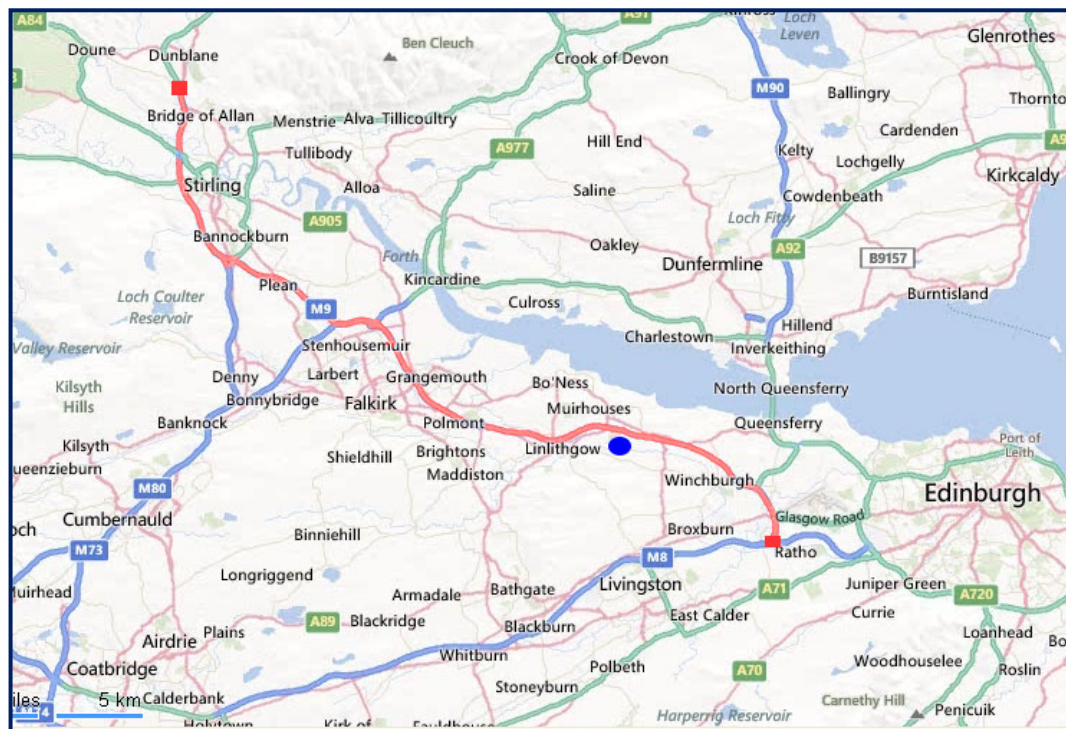 A84
Doune
Dunblane
Ben Cleuch
A91
Kinross
Loch
Leven
Glenrothes
Crook of Devon
M90
Ballingry
Thornton
Bridge of Allan
Menstrie
Alva
Tillicoultry
Hill End
Cardenden
Tullibody
A977
Kelty
Lochgelly
Kirkcaldy
Stirling
Alloa
Saline
Cowdenbeath
A905
Loch Fitty
Bannockburn
Oakley
A92
Forth
Dunfermline
B9157
Plean
Kincardine
Burntisland
Loch Coulter
Reservoir
M9
Culross
Hillend
Charlestown
Inverkeithing
Valley Reservoir
Stenhousemuir
Kilsyth
Hills
Denny
Larbert
Grangemouth
Bo'Ness
North Queensferry
Bonnybridge
Falkirk
Muirhouses
Banknock
Polmont
Queensferry
Kilsyth
Linlithgow
Port of
Leith
Queenzieburn
Shieldhill
Brightons
Maddiston
Winchburgh
M80
Edinburgh
Cumbernauld
Binniehill
Broxburn
Glasgow Road
M73
M8
Ratho
Longriggend
Bathgate
Livingston
A71
Juniper Green
Muirhead
Armadale
A720
Plains
A89
Blackridge
Blackburn
East Calder
Currie
Airdrie
Loanhead
Coatbridge
Whitburn
Polbeth
A70
Woodhouselee
Roslin
Calderbank
Stoneyburn
Carnethy Hill
5 km
Holytown
Kirk of
Fauldhouse
Harperrig Reservoir
Penicuik